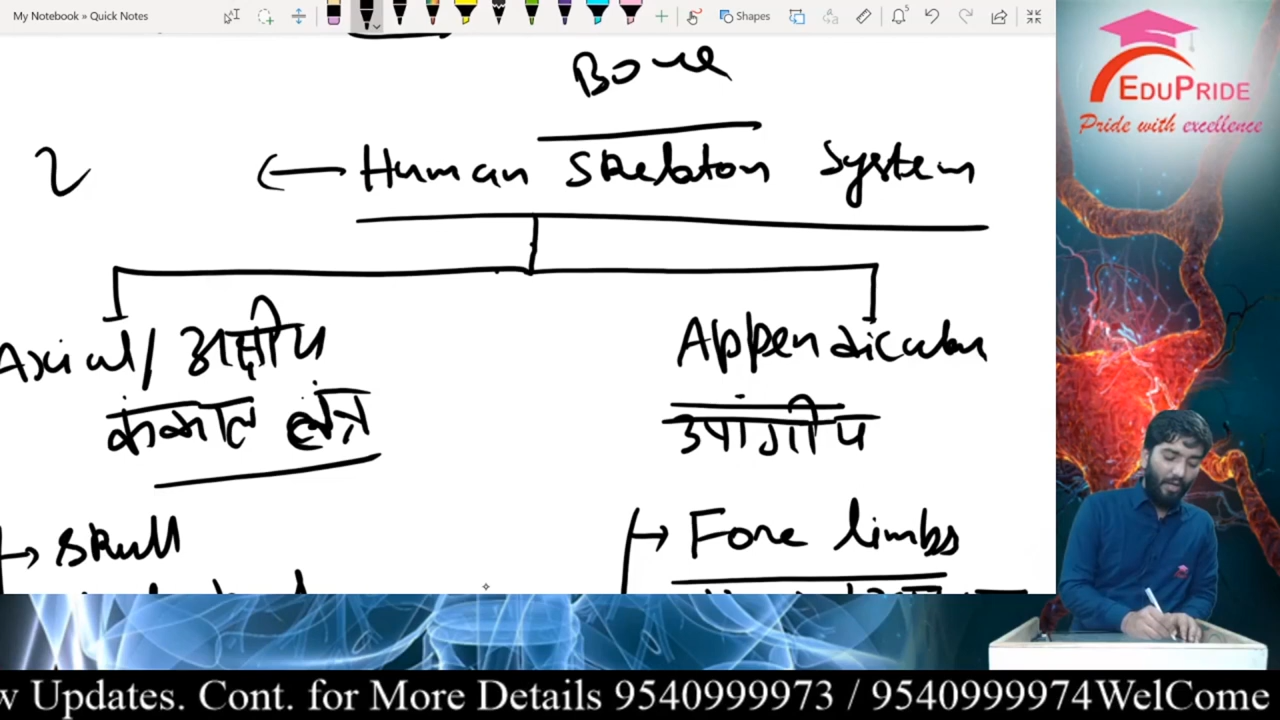 My Notebook » Quick Notes
Shapes
5
EDUPRIDE
Pride with excellence
Bone
2 ← Human Skeleton System
Axial / अक्षीय
कंकाल तंत्र
Appendicular
उपांगीय
→ Skull
→ Fore limbs
w Updates. Cont. for More Details 9540999973 / 9540999974WelCome